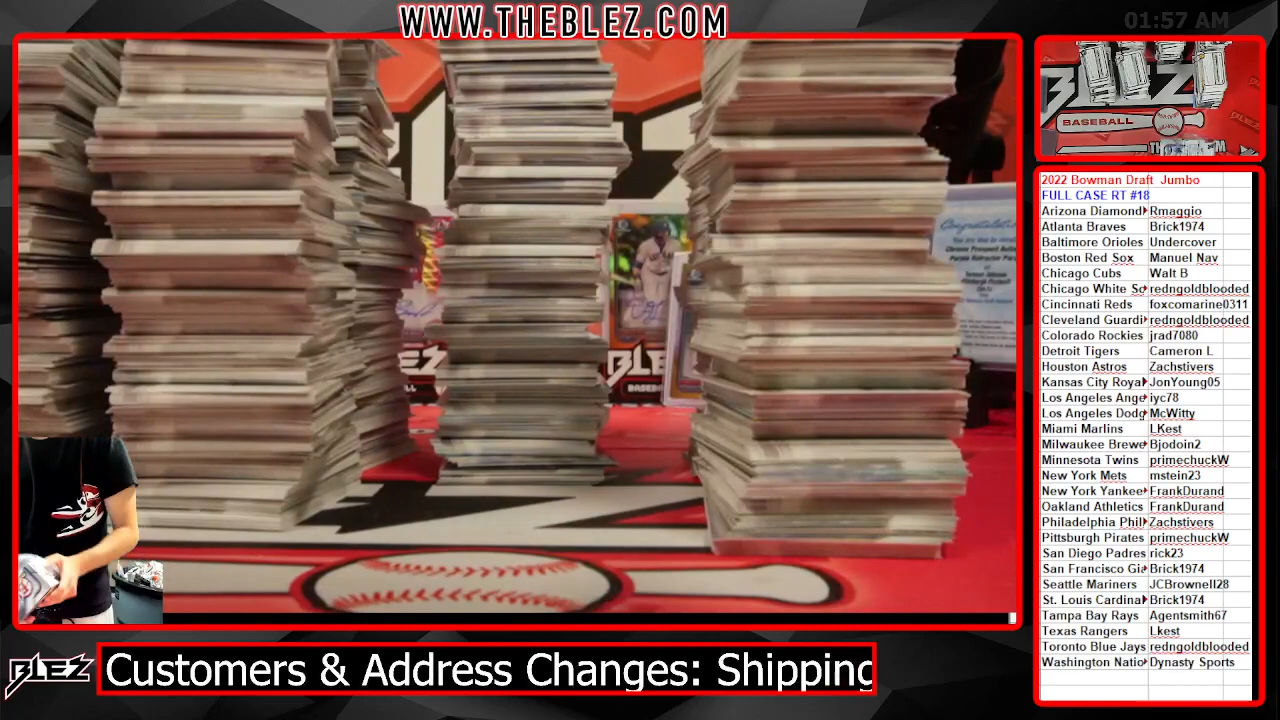 WWW.THEBLEZ.COM
01:57 AM
BLEZ
BASEBALL
2022 Bowman Draft Jumbo
FULL CASE RT #18
Arizona Diamond Rmaggio
Atlanta Braves Brick1974
Baltimore Orioles Undercover
Boston Red Sox Manuel Nav
Chicago Cubs Walt B
Chicago White So redngoldblooded
Cincinnati Reds foxcomarine0311
Cleveland Guardi redngoldblooded
Colorado Rockies jrad7080
Detroit Tigers Cameron L
Houston Astros Zachstivers
Kansas City Roya JonYoung05
Los Angeles Ange iyc78
Los Angeles Dodg McWitty
Miami Marlins LKest
Milwaukee Brewe Bjodoin2
Minnesota Twins primechuckW
New York Mets mstein23
New York Yankee FrankDurand
Oakland Athletics FrankDurand
Philadelphia Phil Zachstivers
Pittsburgh Pirates primechuckW
San Diego Padres rick23
San Francisco Gi Brick1974
Seattle Mariners JCBrownell28
St. Louis Cardina Brick1974
Tampa Bay Rays Agentsmith67
Texas Rangers Lkest
Toronto Blue Jays redngoldblooded
Washington Natio Dynasty Sports
BLEZ
Customers & Address Changes: Shipping